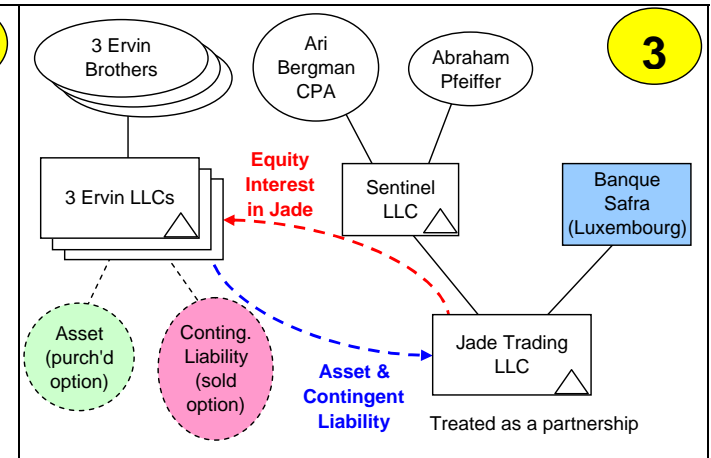 3 Ervin
Brothers
Ari
Bergman
CPA
Abraham
Pfeiffer
3
3 Ervin LLCs
Equity
Interest
in Jade
Sentinel
LLC
Banque
Safra
(Luxembourg)
Asset
(purch'd
option)
Conting.
Liability
(sold
option)
Asset &
Contingent
Liability
Jade Trading
LLC
Treated as a partnership